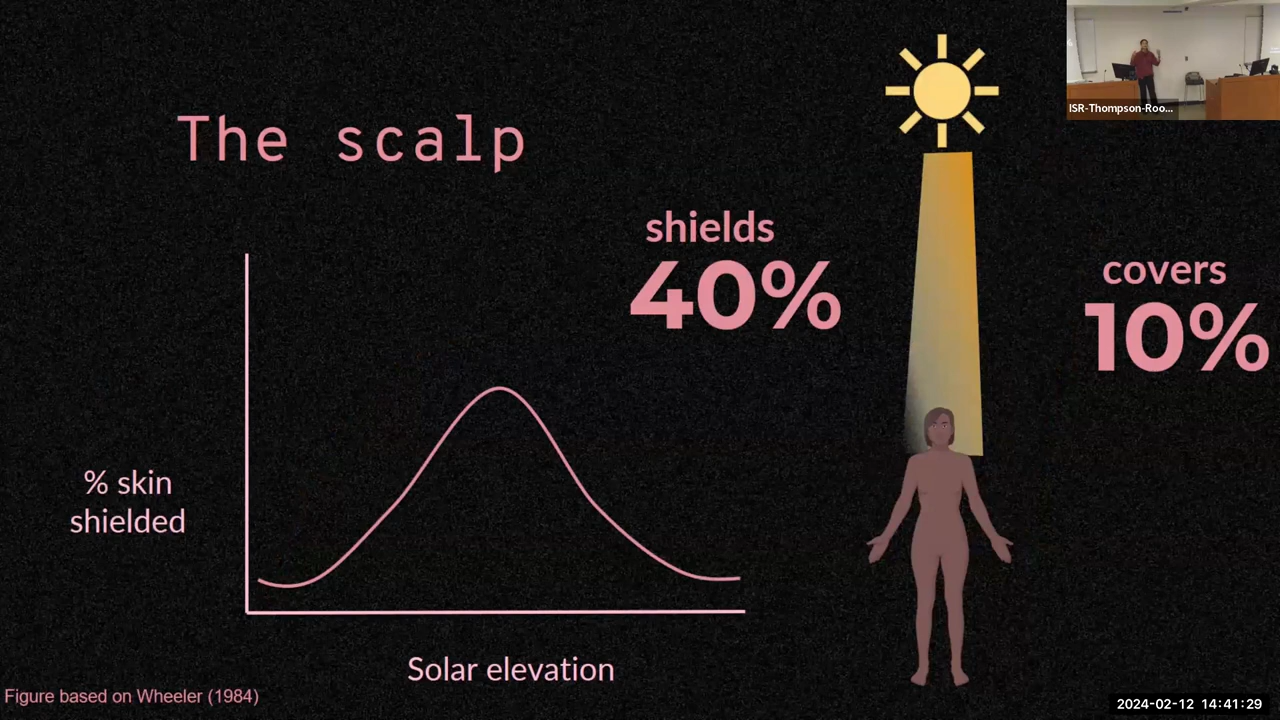 ISR-Thompson-Roo...
The scalp
shields
40%
covers
10%
% skin
shielded
Solar elevation
Figure based on Wheeler (1984)
2024-02-12 14:41:29